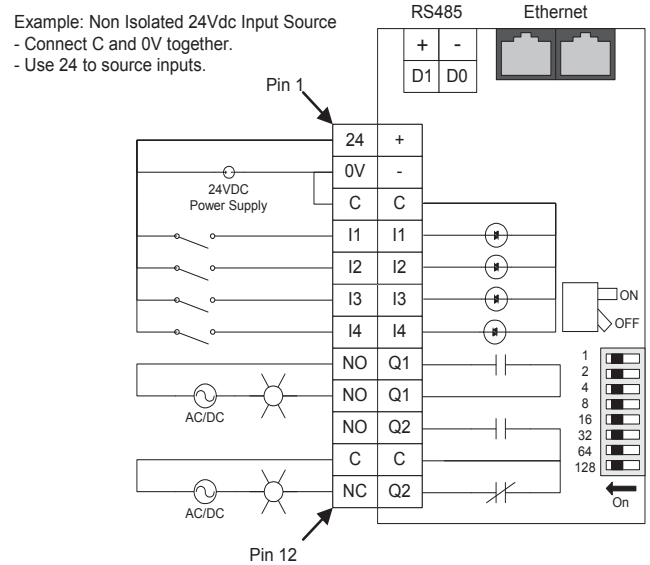 Example: Non Isolated 24Vdc Input Source
- Connect C and 0V together.
- Use 24 to source inputs.
RS485
Ethernet
+ -
D1 D0
Pin 1
24 +
0V -
C C
I1 I1
I2 I2
I3 I3
I4 I4
NO Q1
NO Q1
NO Q2
C C
NC Q2
24VDC
Power Supply
AC/DC
AC/DC
Pin 12
ON
OFF
1
2
4
8
16
32
64
128
On